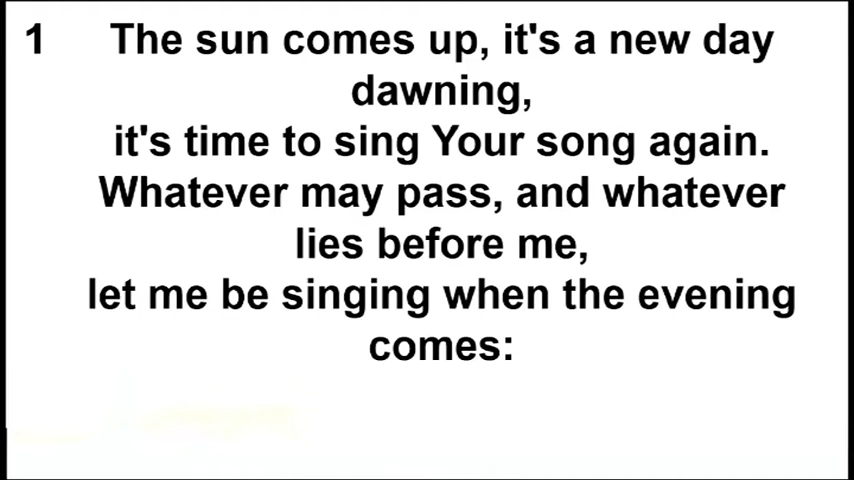 1 The sun comes up, it's a new day
dawning,
it's time to sing Your song again.
Whatever may pass, and whatever
lies before me,
let me be singing when the evening
comes: